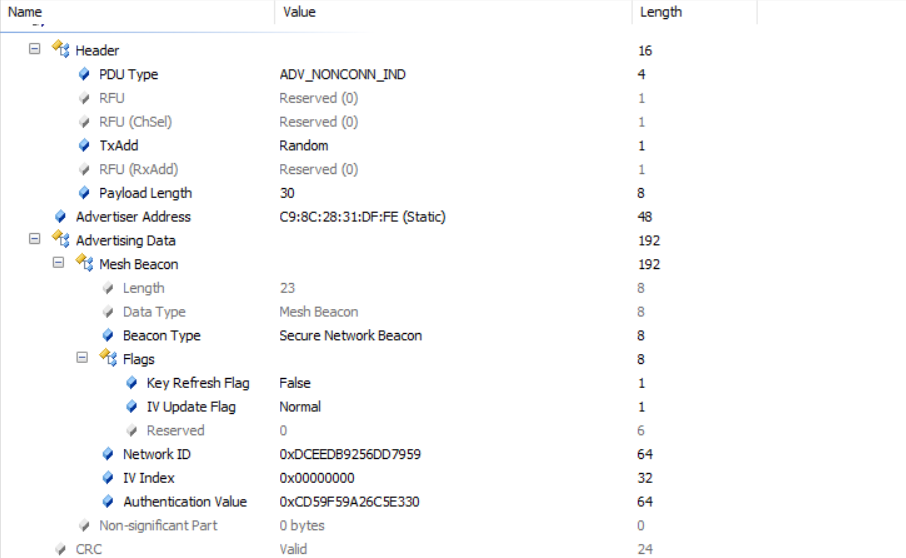 Name Value Length
Header 16
PDU Type ADV_NONCONN_IND 4
RFU Reserved (0) 1
RFU (ChSel) Reserved (0) 1
TxAdd Random 1
RFU (RxAdd) Reserved (0) 1
Payload Length 30 8
Advertiser Address C9:8C:28:31:DF:FE (Static) 48
Advertising Data 192
Mesh Beacon 192
Length 23 8
Data Type Mesh Beacon 8
Beacon Type Secure Network Beacon 8
Flags 8
Key Refresh Flag False 1
IV Update Flag Normal 1
Reserved 0 6
Network ID 0xDCEEDB9256DD7959 64
IV Index 0x00000000 32
Authentication Value 0xCD59F59A26C5E330 64
Non-significant Part 0 bytes 0
CRC Valid 24